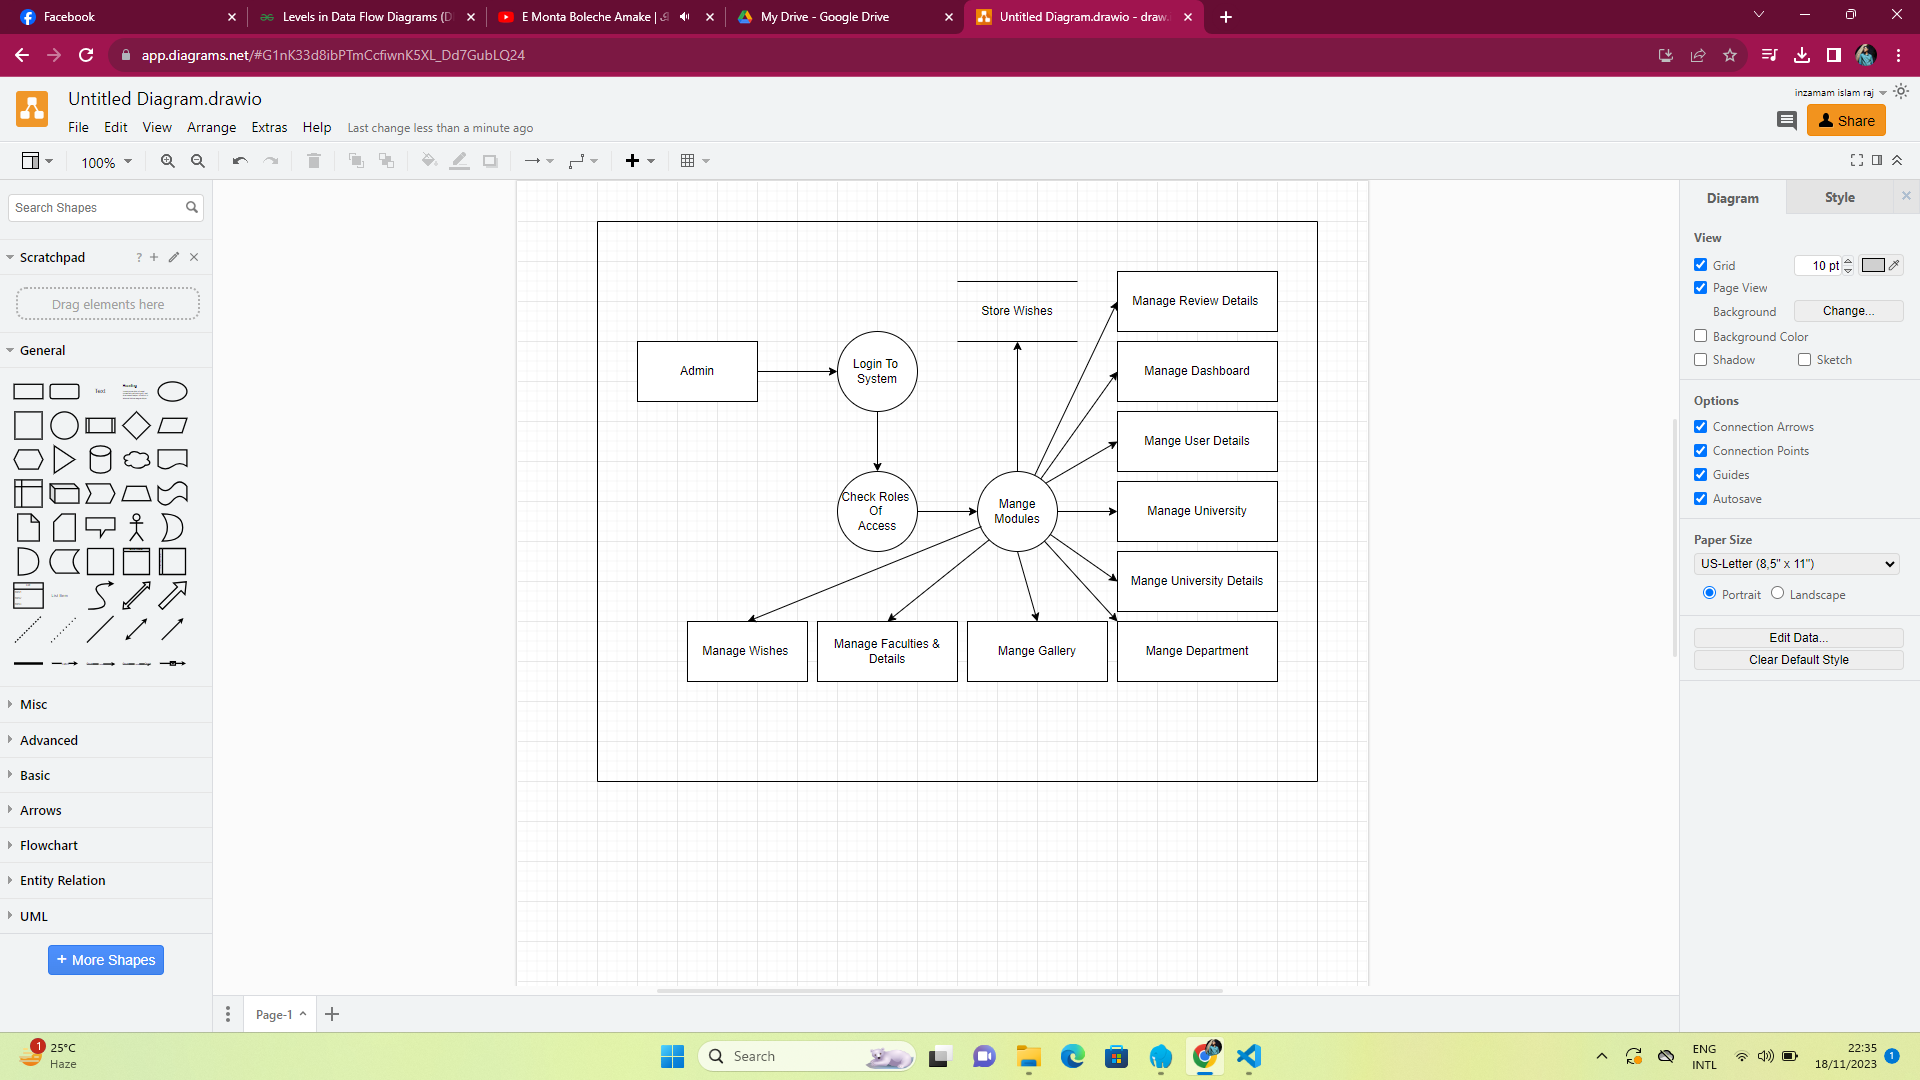 Facebook
Levels in Data Flow Diagrams (D
E Monta Boleche Amake |
My Drive - Google Drive
Untitled Diagram.drawio - draw.
app.diagrams.net/#G1nK33d8ibPTmCcfiwnK5XL_Dd7GubLQ24
Untitled Diagram.drawio
inzamam islam raj
File Edit View Arrange Extras Help Last change less than a minute ago
Share
100%
Search Shapes
Scratchpad
?
Drag elements here
General
Text
Heading
List Item
Misc
Advanced
Basic
Arrows
Flowchart
Entity Relation
UML
+ More Shapes
Admin
Login To
System
Check Roles
Of
Access
Mange
Modules
Store Wishes
Manage Review Details
Manage Dashboard
Mange User Details
Manage University
Mange University Details
Manage Wishes
Manage Faculties &
Details
Mange Gallery
Mange Department
Diagram
Style
View
Grid
10 pt
Page View
Background
Change...
Background Color
Shadow
Sketch
Options
Connection Arrows
Connection Points
Guides
Autosave
Paper Size
US-Letter (8,5" x 11")
Portrait
Landscape
Edit Data...
Clear Default Style
Page-1
1
25°C
Haze
Search
ENG
INTL
22:35
18/11/2023
1